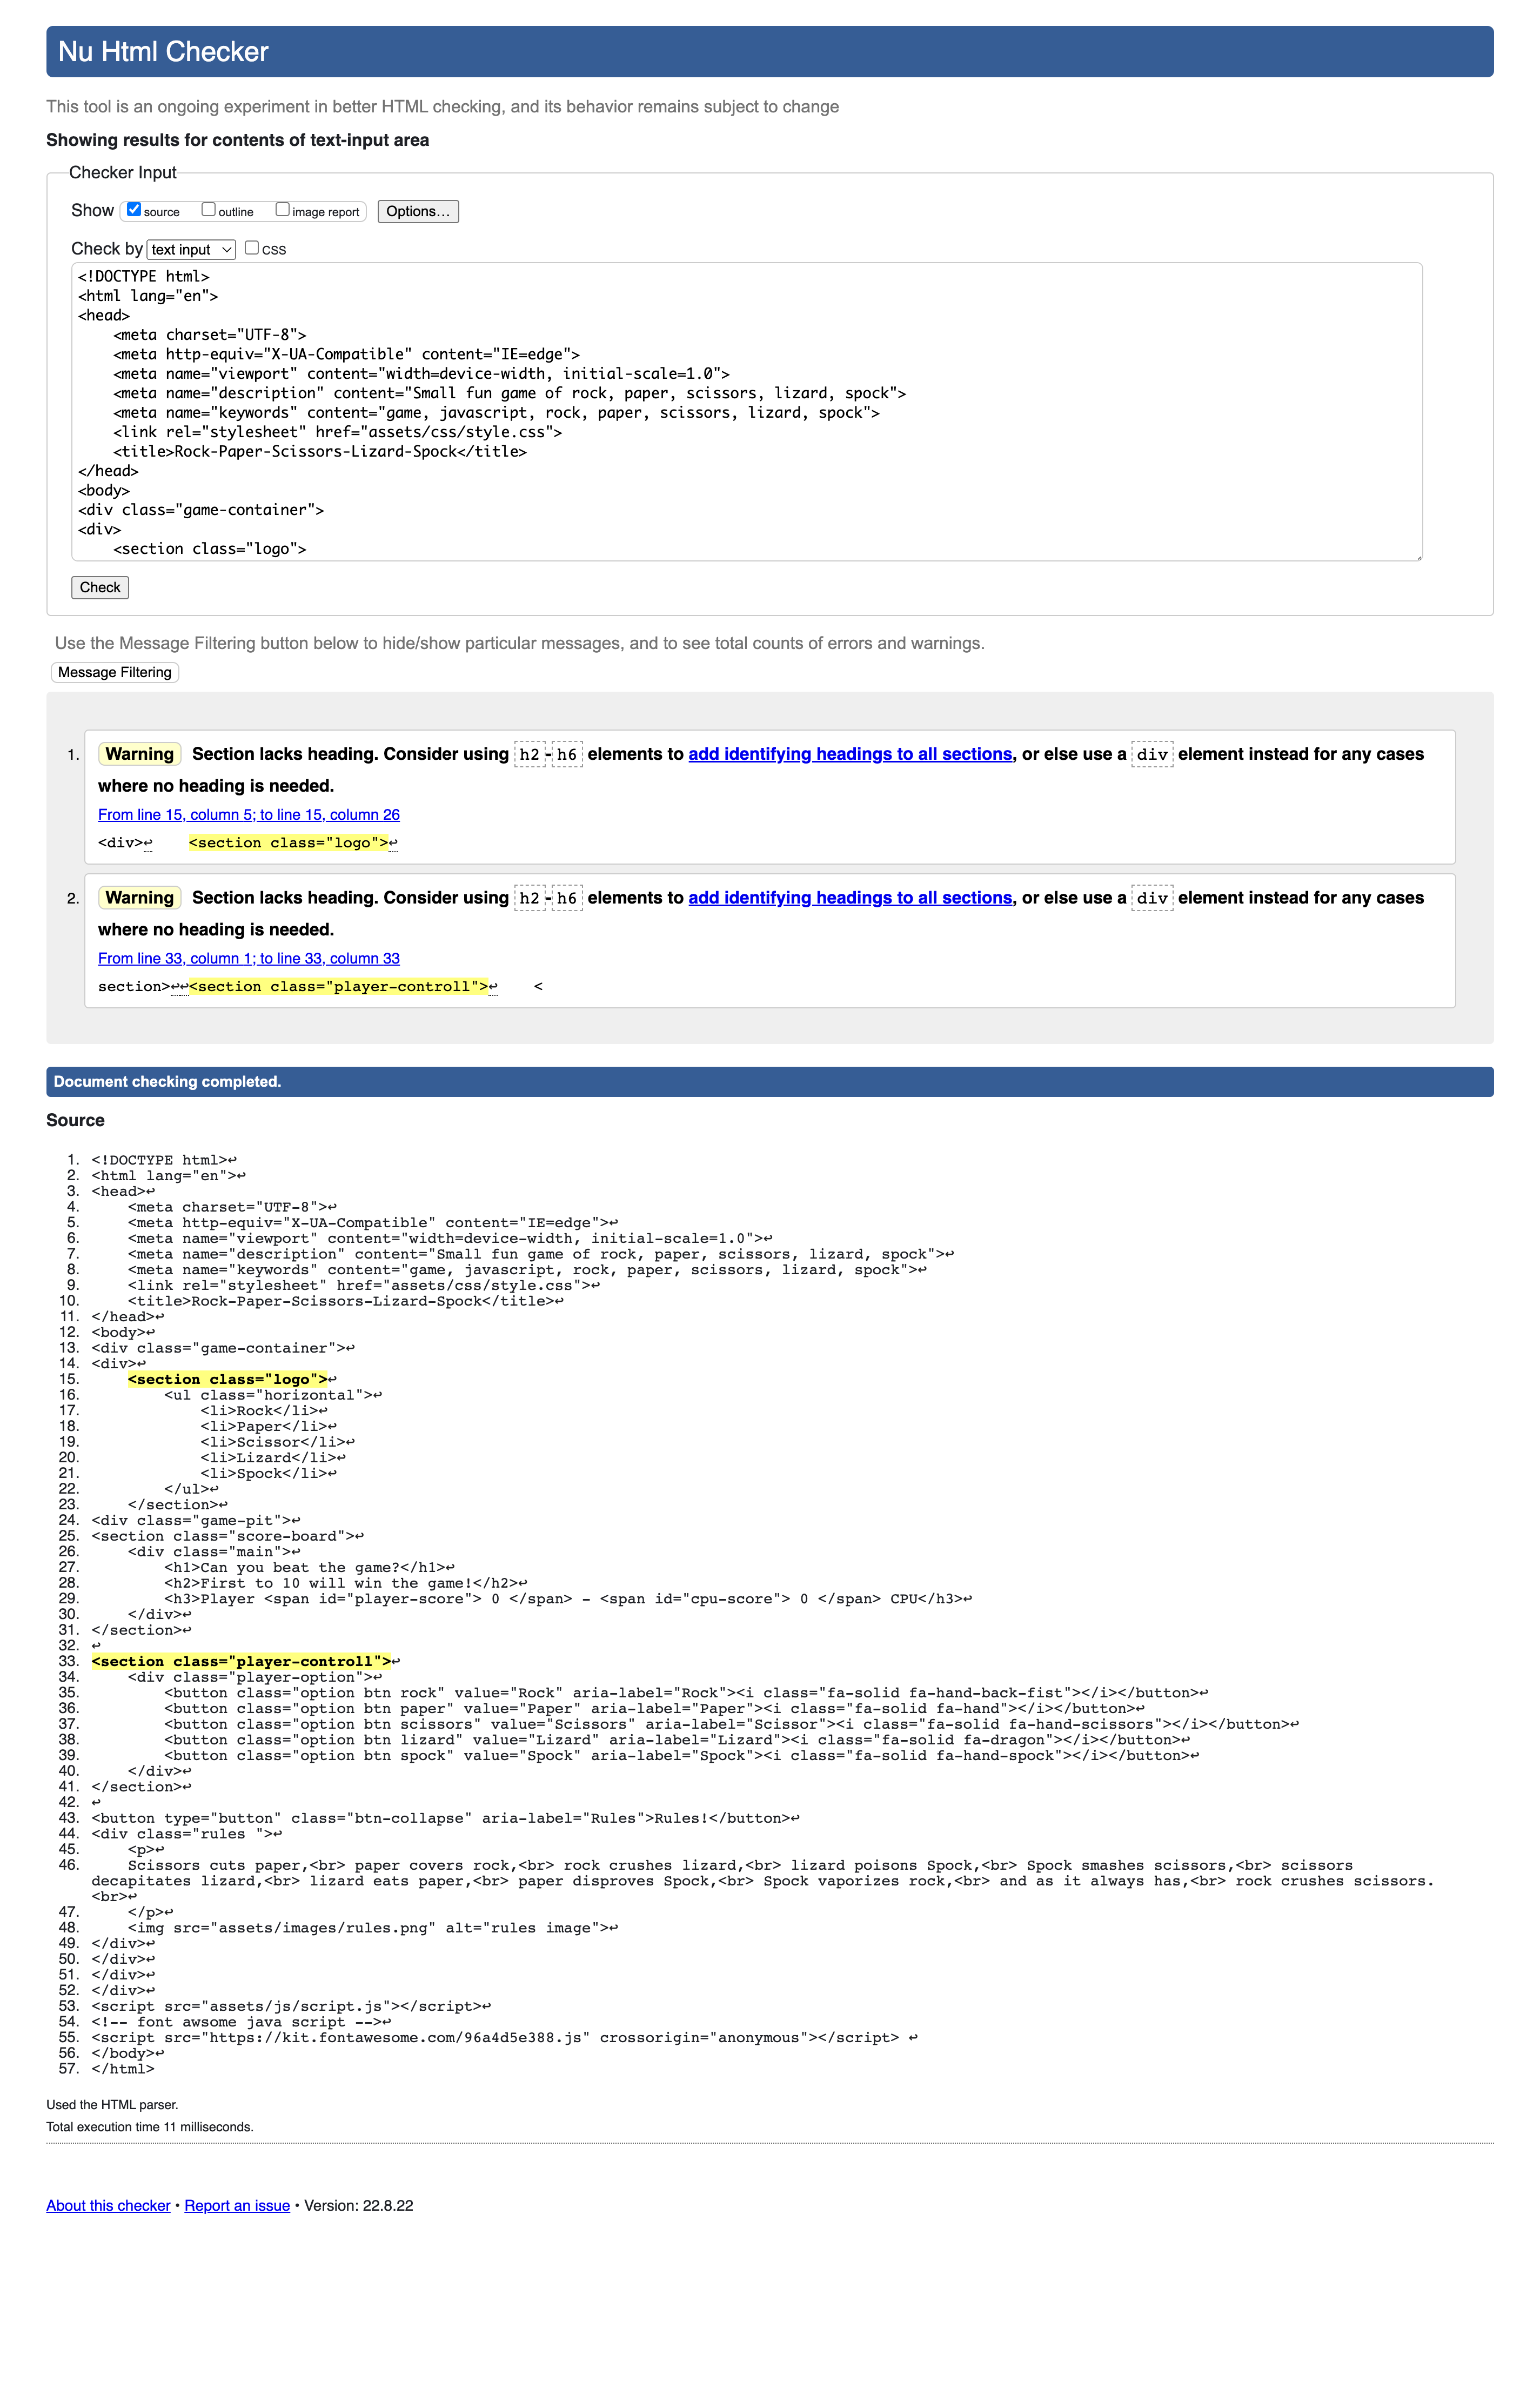 Nu Html Checker
This tool is an ongoing experiment in better HTML checking, and its behavior remains subject to change
Showing results for contents of text-input area
Checker Input
Show source outline image report Options...
Check by text input CSS
<!DOCTYPE html>
<html lang="en">
<head>
    <meta charset="UTF-8">
    <meta http-equiv="X-UA-Compatible" content="IE=edge">
    <meta name="viewport" content="width=device-width, initial-scale=1.0">
    <meta name="description" content="Small fun game of rock, paper, scissors, lizard, spock">
    <meta name="keywords" content="game, javascript, rock, paper, scissors, lizard, spock">
    <link rel="stylesheet" href="assets/css/style.css">
    <title>Rock-Paper-Scissors-Lizard-Spock</title>
</head>
<body>
<div class="game-container">
<div>
    <section class="logo">
Check
Use the Message Filtering button below to hide/show particular messages, and to see total counts of errors and warnings.
Message Filtering
1. Warning Section lacks heading. Consider using h2-h6 elements to add identifying headings to all sections, or else use a div element instead for any cases
where no heading is needed.
From line 15, column 5; to line 15, column 26
<div>↩    <section class="logo">↩
2. Warning Section lacks heading. Consider using h2-h6 elements to add identifying headings to all sections, or else use a div element instead for any cases
where no heading is needed.
From line 33, column 1; to line 33, column 33
section>↩↩<section class="player-controll">↩    <
Document checking completed.
Source
1. <!DOCTYPE html>↩
2. <html lang="en">↩
3. <head>↩
4.     <meta charset="UTF-8">↩
5.     <meta http-equiv="X-UA-Compatible" content="IE=edge">↩
6.     <meta name="viewport" content="width=device-width, initial-scale=1.0">↩
7.     <meta name="description" content="Small fun game of rock, paper, scissors, lizard, spock">↩
8.     <meta name="keywords" content="game, javascript, rock, paper, scissors, lizard, spock">↩
9.     <link rel="stylesheet" href="assets/css/style.css">↩
10.     <title>Rock-Paper-Scissors-Lizard-Spock</title>↩
11. </head>↩
12. <body>↩
13. <div class="game-container">↩
14. <div>↩
15.     <section class="logo">↩
16.         <ul class="horizontal">↩
17.             <li>Rock</li>↩
18.             <li>Paper</li>↩
19.             <li>Scissor</li>↩
20.             <li>Lizard</li>↩
21.             <li>Spock</li>↩
22.         </ul>↩
23.     </section>↩
24. <div class="game-pit">↩
25. <section class="score-board">↩
26.     <div class="main">↩
27.         <h1>Can you beat the game?</h1>↩
28.         <h2>First to 10 will win the game!</h2>↩
29.         <h3>Player <span id="player-score"> 0 </span> - <span id="cpu-score"> 0 </span> CPU</h3>↩
30.     </div>↩
31. </section>↩
32. ↩
33. <section class="player-controll">↩
34.     <div class="player-option">↩
35.         <button class="option btn rock" value="Rock" aria-label="Rock"><i class="fa-solid fa-hand-back-fist"></i></button>↩
36.         <button class="option btn paper" value="Paper" aria-label="Paper"><i class="fa-solid fa-hand"></i></button>↩
37.         <button class="option btn scissors" value="Scissors" aria-label="Scissor"><i class="fa-solid fa-hand-scissors"></i></button>↩
38.         <button class="option btn lizard" value="Lizard" aria-label="Lizard"><i class="fa-solid fa-dragon"></i></button>↩
39.         <button class="option btn spock" value="Spock" aria-label="Spock"><i class="fa-solid fa-hand-spock"></i></button>↩
40.     </div>↩
41. </section>↩
42. ↩
43. <button type="button" class="btn-collapse" aria-label="Rules">Rules!</button>↩
44. <div class="rules ">↩
45.     <p>↩
46.     Scissors cuts paper,<br> paper covers rock,<br> rock crushes lizard,<br> lizard poisons Spock,<br> Spock smashes scissors,<br> scissors
decapitates lizard,<br> lizard eats paper,<br> paper disproves Spock,<br> Spock vaporizes rock,<br> and as it always has,<br> rock crushes scissors.
<br>↩
47.     </p>↩
48.     <img src="assets/images/rules.png" alt="rules image">↩
49. </div>↩
50. </div>↩
51. </div>↩
52. </div>↩
53. <script src="assets/js/script.js"></script>↩
54. <!-- font awsome java script -->↩
55. <script src="https://kit.fontawesome.com/96a4d5e388.js" crossorigin="anonymous"></script> ↩
56. </body>↩
57. </html>
Used the HTML parser.
Total execution time 11 milliseconds.
About this checker • Report an issue • Version: 22.8.22